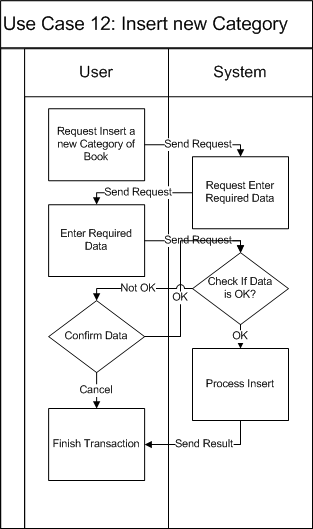 Use Case 12: Insert new Category
User
System
Request Insert a
new Category of
Book
Send Request
Request Enter
Required Data
Send Request
Enter Required
Data
Send Request
Check If Data
is OK?
Not OK
OK
Confirm Data
OK
Cancel
Process Insert
Finish Transaction
Send Result